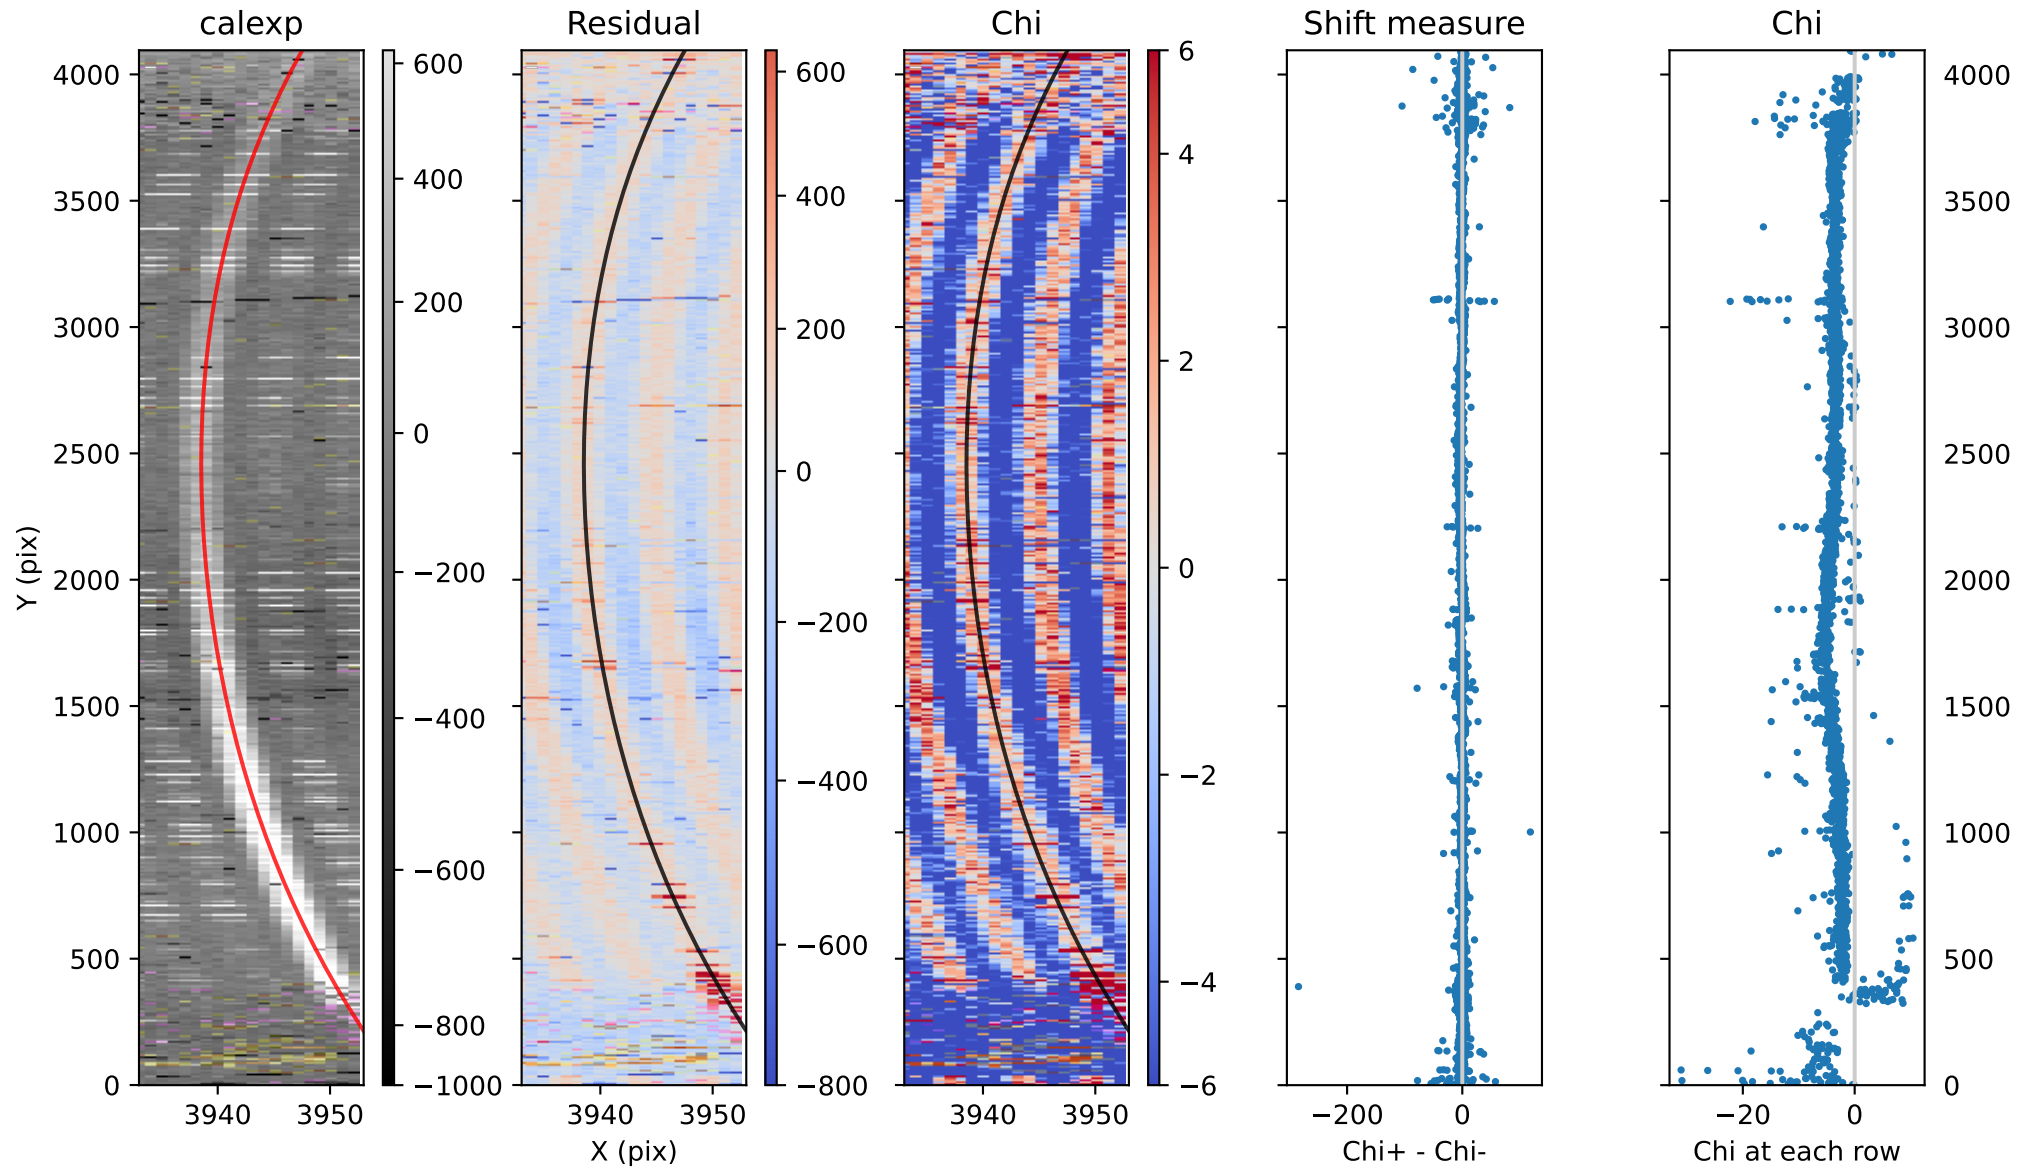 calexp Residual Chi Shift measure Chi
600 600 6 4000
4000
400 400 4
3500 3500
200 200 2
3000 3000
0 0 0
2500 2500
−200 −200 −2
2000 2000
−400 −400 −4
1500 1500
−600 −600 −6
1000 1000
−800 −800
500 500
−1000
0 0
Y (pix)
3940 3950 3940 3950 3940 3950 −200 0 −20 0
X (pix) Chi+ - Chi- Chi at each row